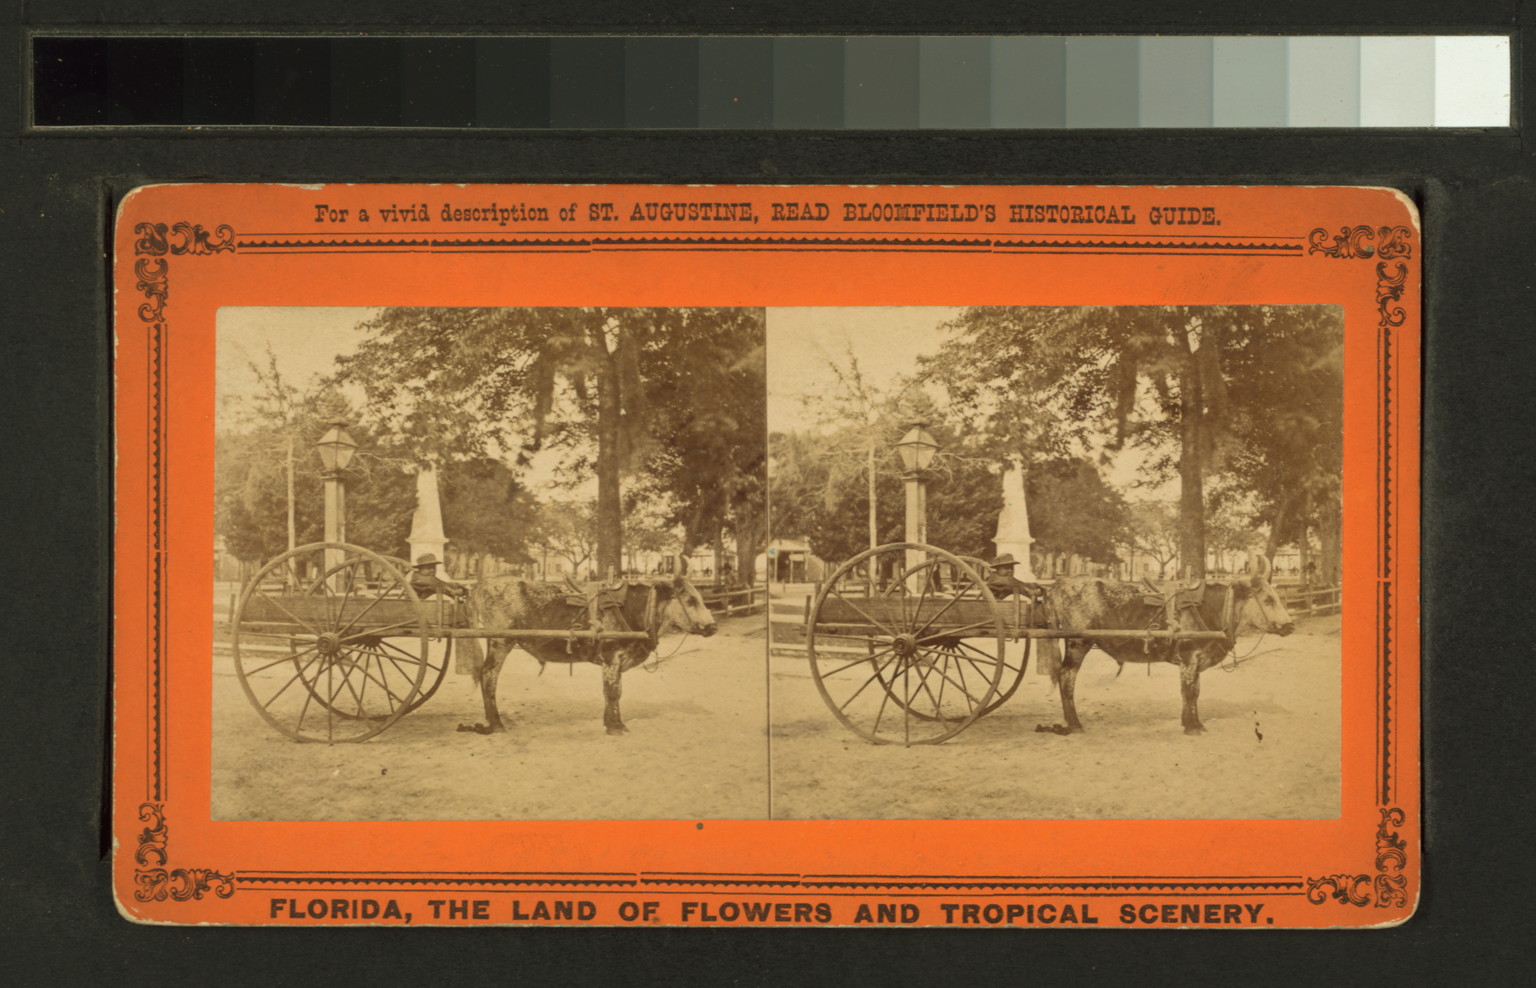 For a vivid description of ST. AUGUSTINE, READ BLOOMFIELD'S HISTORICAL GUIDE.
FLORIDA, THE LAND OF FLOWERS AND TROPICAL SCENERY.